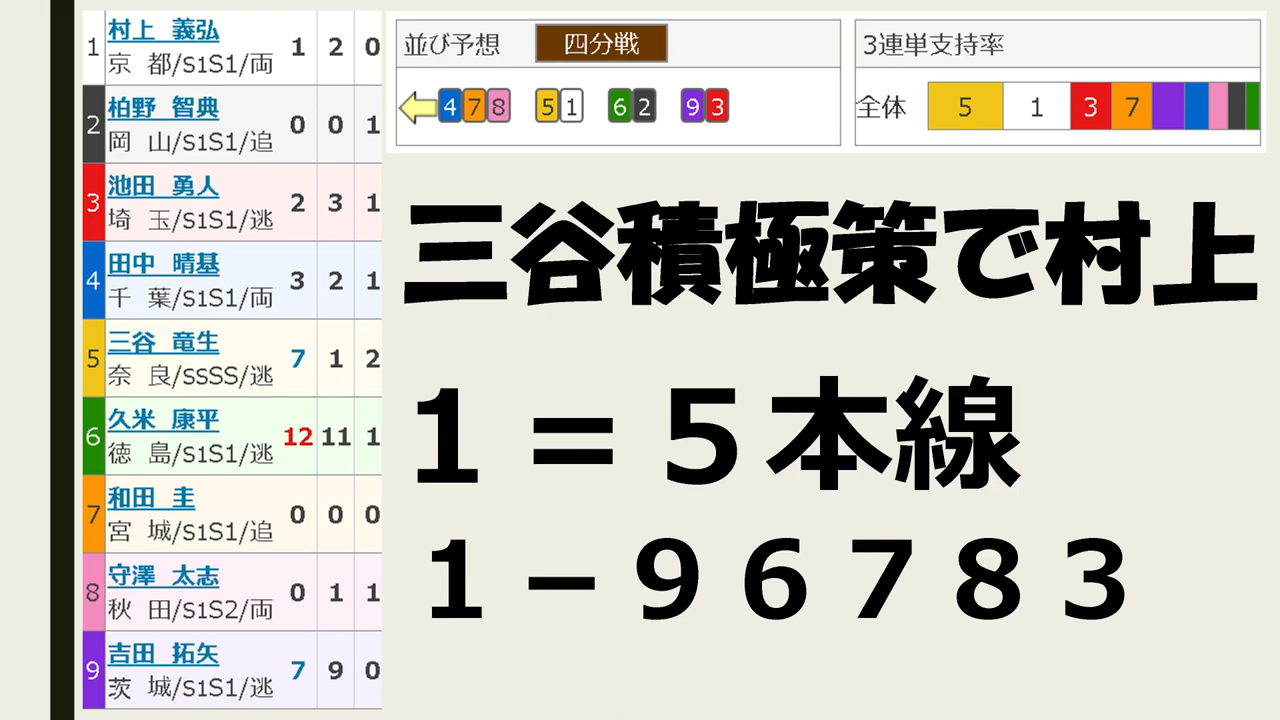 1 村上 義弘 1 2 0
京 都/S1S1/両
2 柏野 智典 0 0 1
岡 山/S1S1/追
3 池田 勇人 2 3 1
埼 玉/S1S1/逃
4 田中 晴基 3 2 1
千 葉/S1S1/両
5 三谷 竜生 7 1 2
奈 良/SSSS/逃
6 久米 康平 12 11 1
徳 島/S1S1/逃
7 和田 圭 0 0 0
宮 城/S1S1/追
8 守澤 太志 0 1 1
秋 田/S1S2/両
9 吉田 拓矢 7 9 0
茨 城/S1S1/逃
並び予想 四分戦
4 7 8 5 1 6 2 9 3
3連単支持率
全体 5 1 3 7
三谷積極策で村上
1=5本線
1-96783